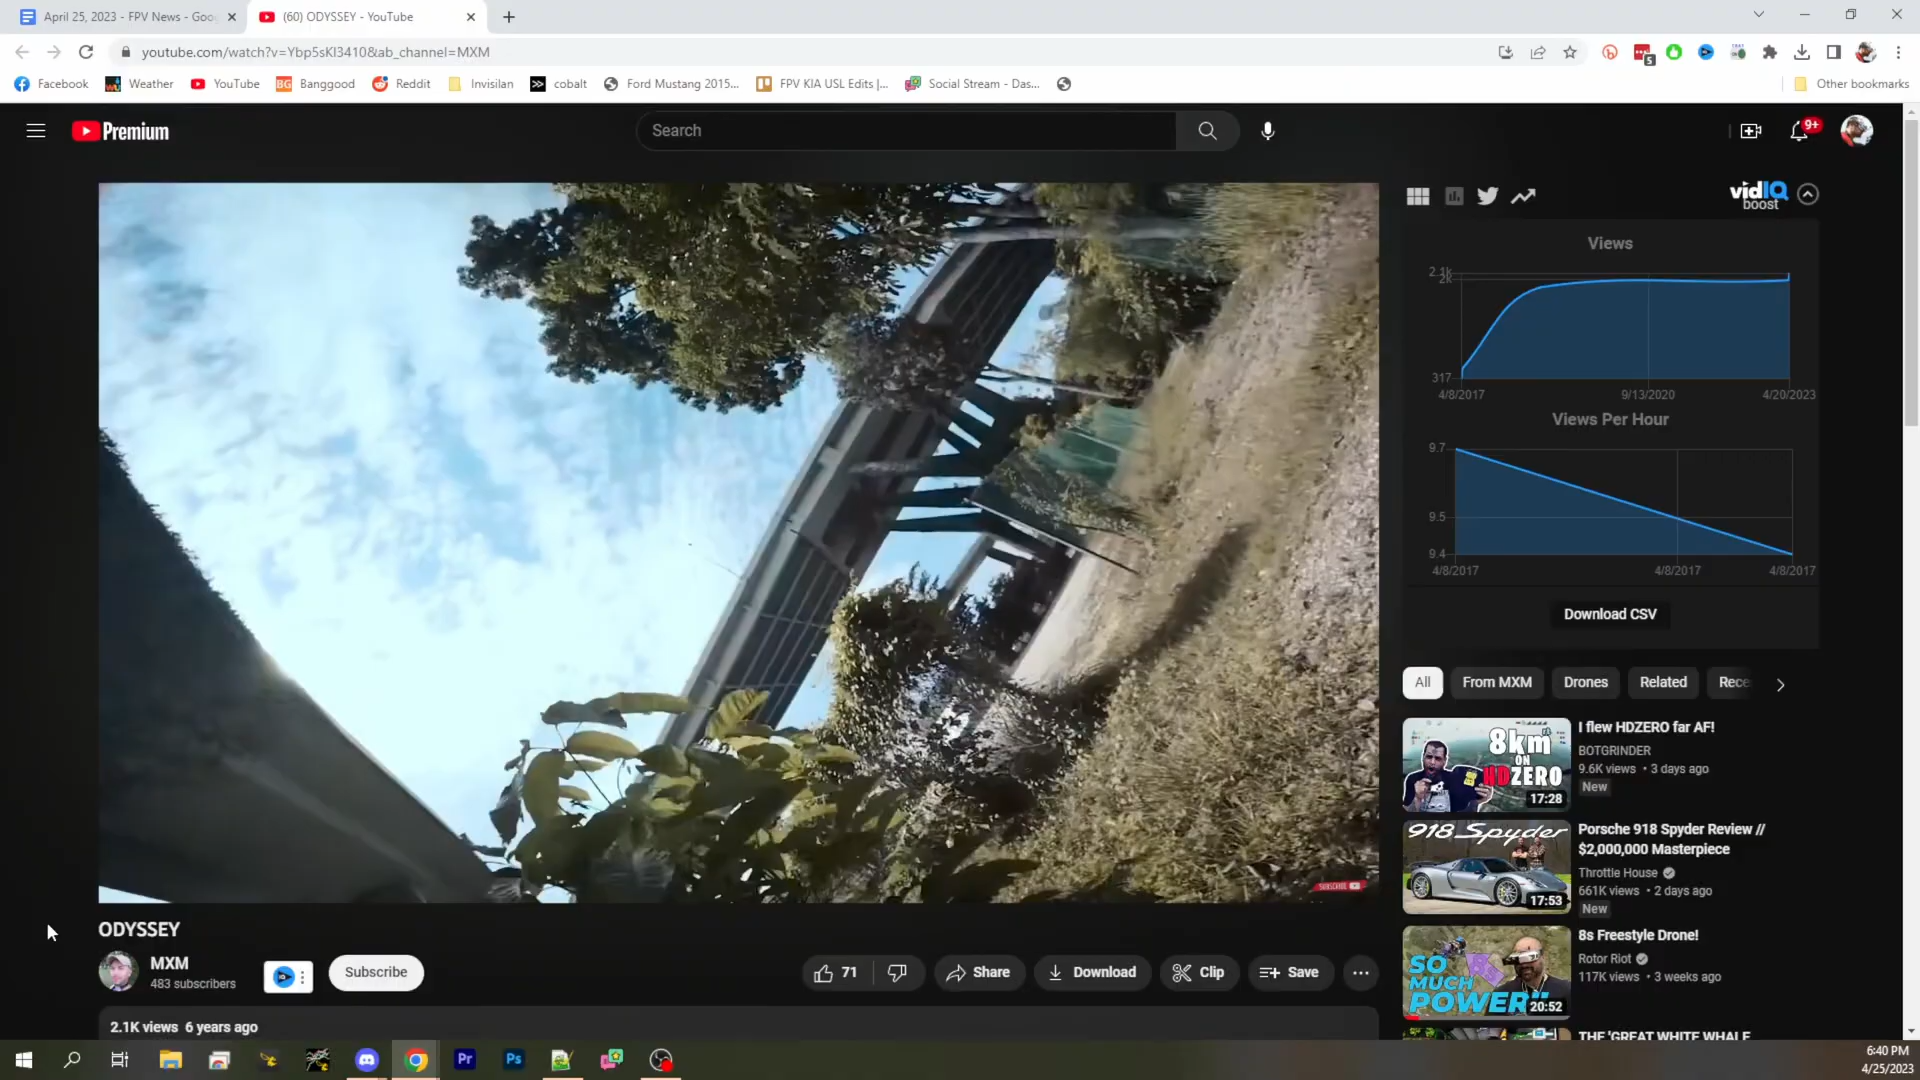 April 25, 2023 - FPV News - Goo
(60) ODYSSEY - YouTube
youtube.com/watch?v=Ybp5sKI3410&ab_channel=MXM
5
Facebook
Weather
YouTube
BG
Banggood
Reddit
Invisilan
cobalt
Ford Mustang 2015...
FPV KIA USL Edits |...
Social Stream - Das...
Other bookmarks
Premium
Search
9+
vidIQ
boost
Views
2.1k
2k
317
4/8/2017
9/13/2020
4/20/2023
Views Per Hour
9.7
9.5
9.4
4/8/2017
4/8/2017
4/8/2017
Download CSV
All
From MXM
Drones
Related
Rece
8km
ON
HDZERO
17:28
I flew HDZERO far AF!
BOTGRINDER
9.6K views • 3 days ago
New
918 Spyder
17:53
Porsche 918 Spyder Review //
$2,000,000 Masterpiece
Throttle House
661K views • 2 days ago
New
SO
MUCH
POWER"
20:52
8s Freestyle Drone!
Rotor Riot
117K views • 3 weeks ago
THE 'GREAT WHITE WHALE
SUBSCRIBE
ODYSSEY
MXM
483 subscribers
Subscribe
71
Share
Download
Clip
Save
2.1K views 6 years ago
Pr
Ps
6:40 PM
4/25/2023